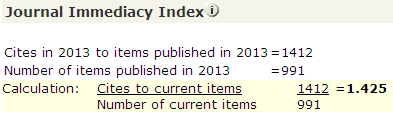 Journal Immediacy Index i
Cites in 2013 to items published in 2013 =1412
Number of items published in 2013 =991
Calculation: Cites to current items 1412 =1.425
Number of current items 991